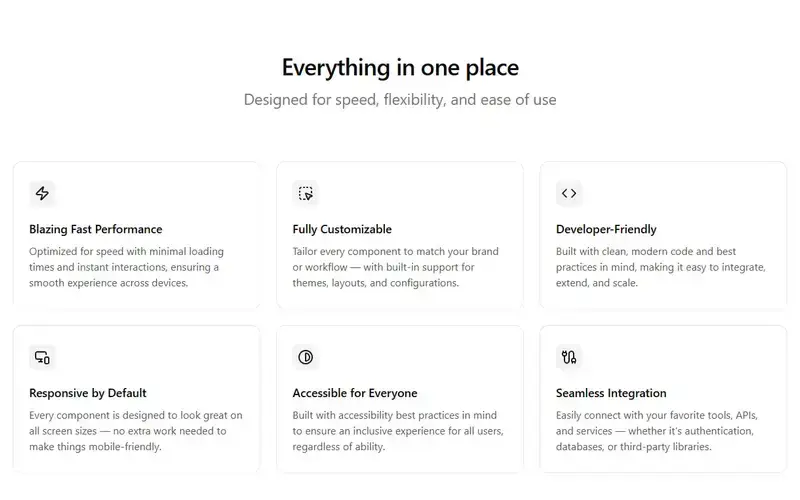 Everything in one place
Designed for speed, flexibility, and ease of use
Blazing Fast Performance
Optimized for speed with minimal loading
times and instant interactions, ensuring a
smooth experience across devices.
Fully Customizable
Tailor every component to match your brand
or workflow — with built-in support for
themes, layouts, and configurations.
Developer-Friendly
Built with clean, modern code and best
practices in mind, making it easy to integrate,
extend, and scale.
Responsive by Default
Every component is designed to look great on
all screen sizes — no extra work needed to
make things mobile-friendly.
Accessible for Everyone
Built with accessibility best practices in mind
to ensure an inclusive experience for all users,
regardless of ability.
Seamless Integration
Easily connect with your favorite tools, APIs,
and services — whether it's authentication,
databases, or third-party libraries.